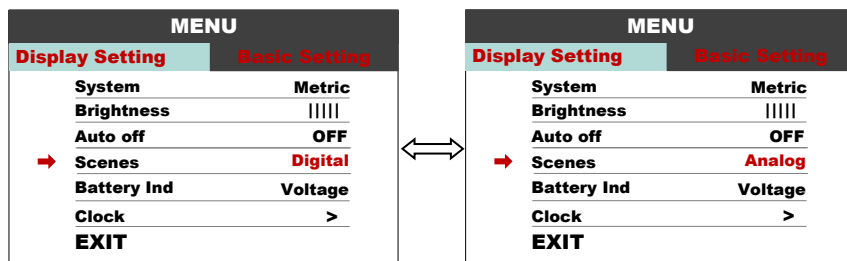 MENU
Display Setting Basic Setting
System Metric
Brightness |||||
Auto off OFF
Scenes Digital
Battery Ind Voltage
Clock >
EXIT
MENU
Display Setting Basic Setting
System Metric
Brightness |||||
Auto off OFF
Scenes Analog
Battery Ind Voltage
Clock >
EXIT